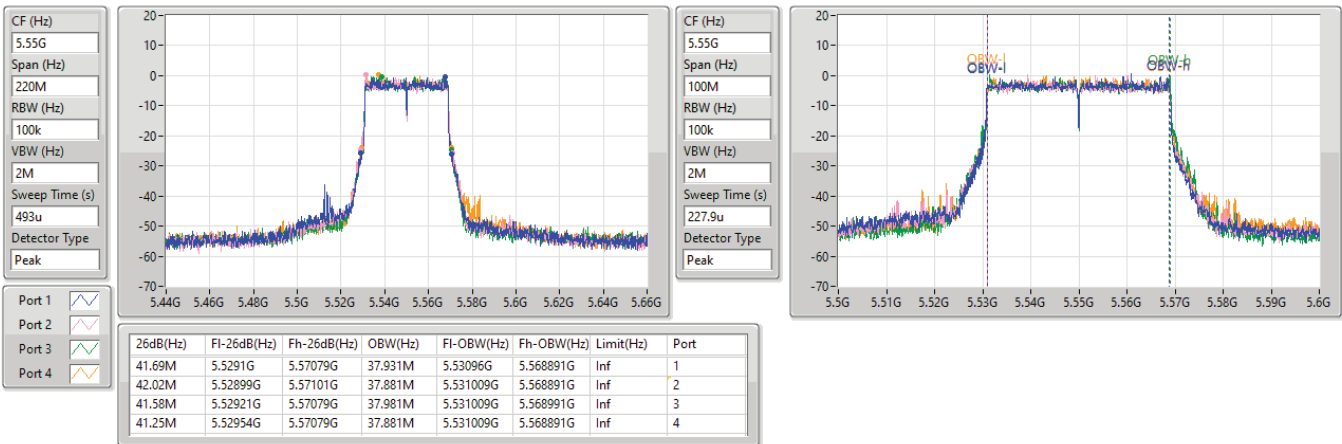 CF (Hz)
5.55G
Span (Hz)
220M
RBW (Hz)
100k
VBW (Hz)
2M
Sweep Time (s)
493u
Detector Type
Peak
20
10
0
-10
-20
-30
-40
-50
-60
-70
5.44G 5.46G 5.48G 5.5G 5.52G 5.54G 5.56G 5.58G 5.6G 5.62G 5.64G 5.66G
CF (Hz)
5.55G
Span (Hz)
100M
RBW (Hz)
100k
VBW (Hz)
2M
Sweep Time (s)
227.9u
Detector Type
Peak
20
10
0
-10
-20
-30
-40
-50
-60
-70
OBW-l
OBW-l
OBW-h
OBW-h
5.5G 5.51G 5.52G 5.53G 5.54G 5.55G 5.56G 5.57G 5.58G 5.59G 5.6G
Port 1
Port 2
Port 3
Port 4
26dB(Hz) Fl-26dB(Hz) Fh-26dB(Hz) OBW(Hz) Fl-OBW(Hz) Fh-OBW(Hz) Limit(Hz) Port
41.69M 5.5291G 5.57079G 37.931M 5.53096G 5.568891G Inf 1
42.02M 5.52899G 5.57101G 37.881M 5.531009G 5.568891G Inf 2
41.58M 5.52921G 5.57079G 37.981M 5.531009G 5.568991G Inf 3
41.25M 5.52954G 5.57079G 37.881M 5.531009G 5.568891G Inf 4